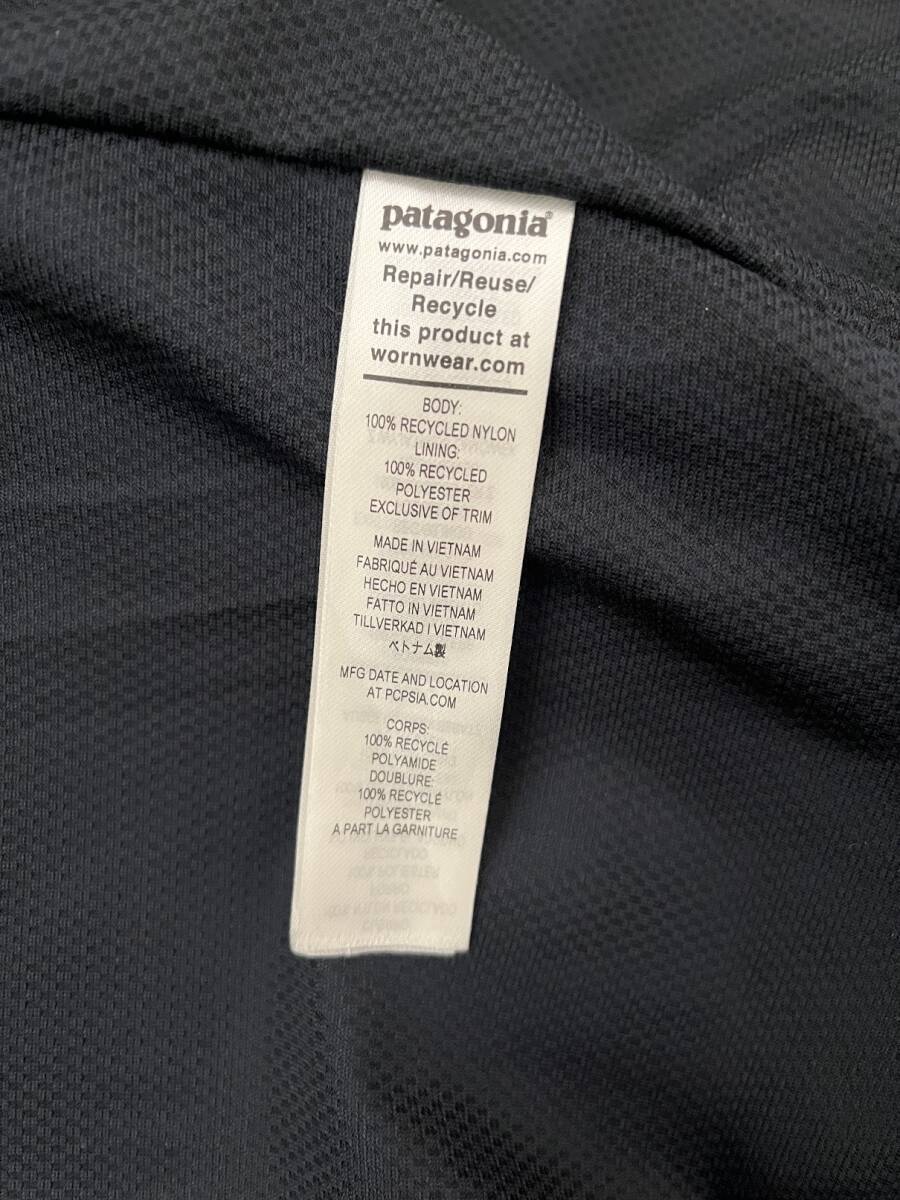 patagonia®
www.patagonia.com
Repair/Reuse/
Recycle
this product at
wornwear.com
BODY:
100% RECYCLED NYLON
LINING:
100% RECYCLED
POLYESTER
EXCLUSIVE OF TRIM
MADE IN VIETNAM
FABRIQUÉ AU VIETNAM
HECHO EN VIETNAM
FATTO IN VIETNAM
TILLVERKAD I VIETNAM
ベトナム製
MFG DATE AND LOCATION
AT PCPSIA.COM
CORPS:
100% RECYCLÉ
POLYAMIDE
DOUBLURE:
100% RECYCLÉ
POLYESTER
A PART LA GARNITURE